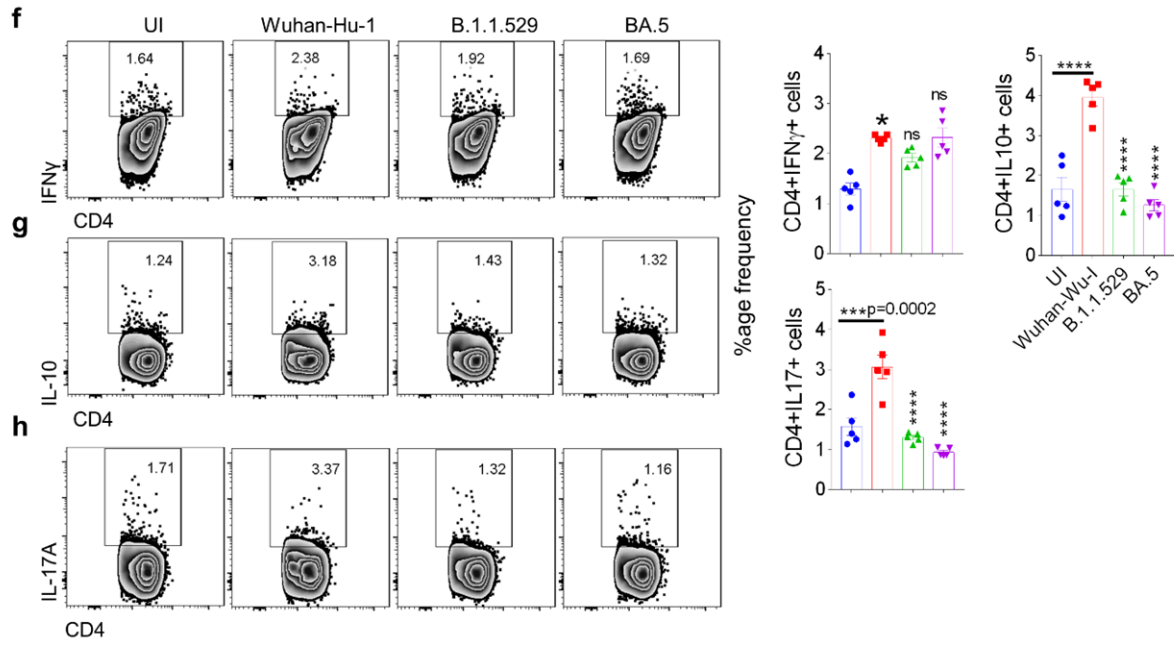 f
UI Wuhan-Hu-1 B.1.1.529 BA.5
1.64 2.38 1.92 1.69
IFNγ
CD4
g
1.24 3.18 1.43 1.32
IL-10
CD4
h
1.71 3.37 1.32 1.16
IL-17A
CD4
%age frequency
CD4+IFNγ+ cells
4
3
2
1
0
* ns ns
CD4+IL10+ cells
5
4
3
2
1
0
**** **** ****
UI
Wuhan-Wu-I
B.1.1.529
BA.5
CD4+IL17+ cells
5
4
3
2
1
0
***p=0.0002
**** ****